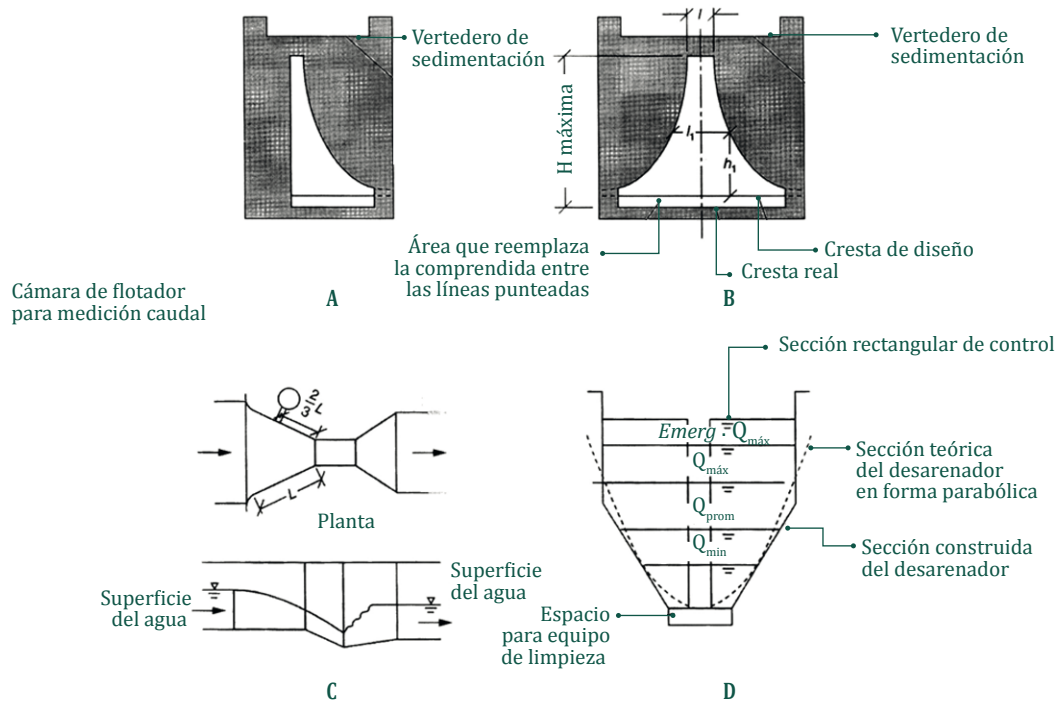 Vertedero de
sedimentación
H máxima
l
Vertedero de
sedimentación
l₁
h₁
Área que reemplaza
la comprendida entre
las líneas punteadas
Cresta de diseño
Cresta real
A
B
Cámara de flotador
para medición caudal
2/3 L
L
Planta
Superficie
del agua
Superficie
del agua
C
Sección rectangular de control
Emerg. Qmáx
Qmáx
Qprom
Qmin
Sección teórica
del desarenador
en forma parabólica
Sección construida
del desarenador
Espacio
para equipo
de limpieza
D